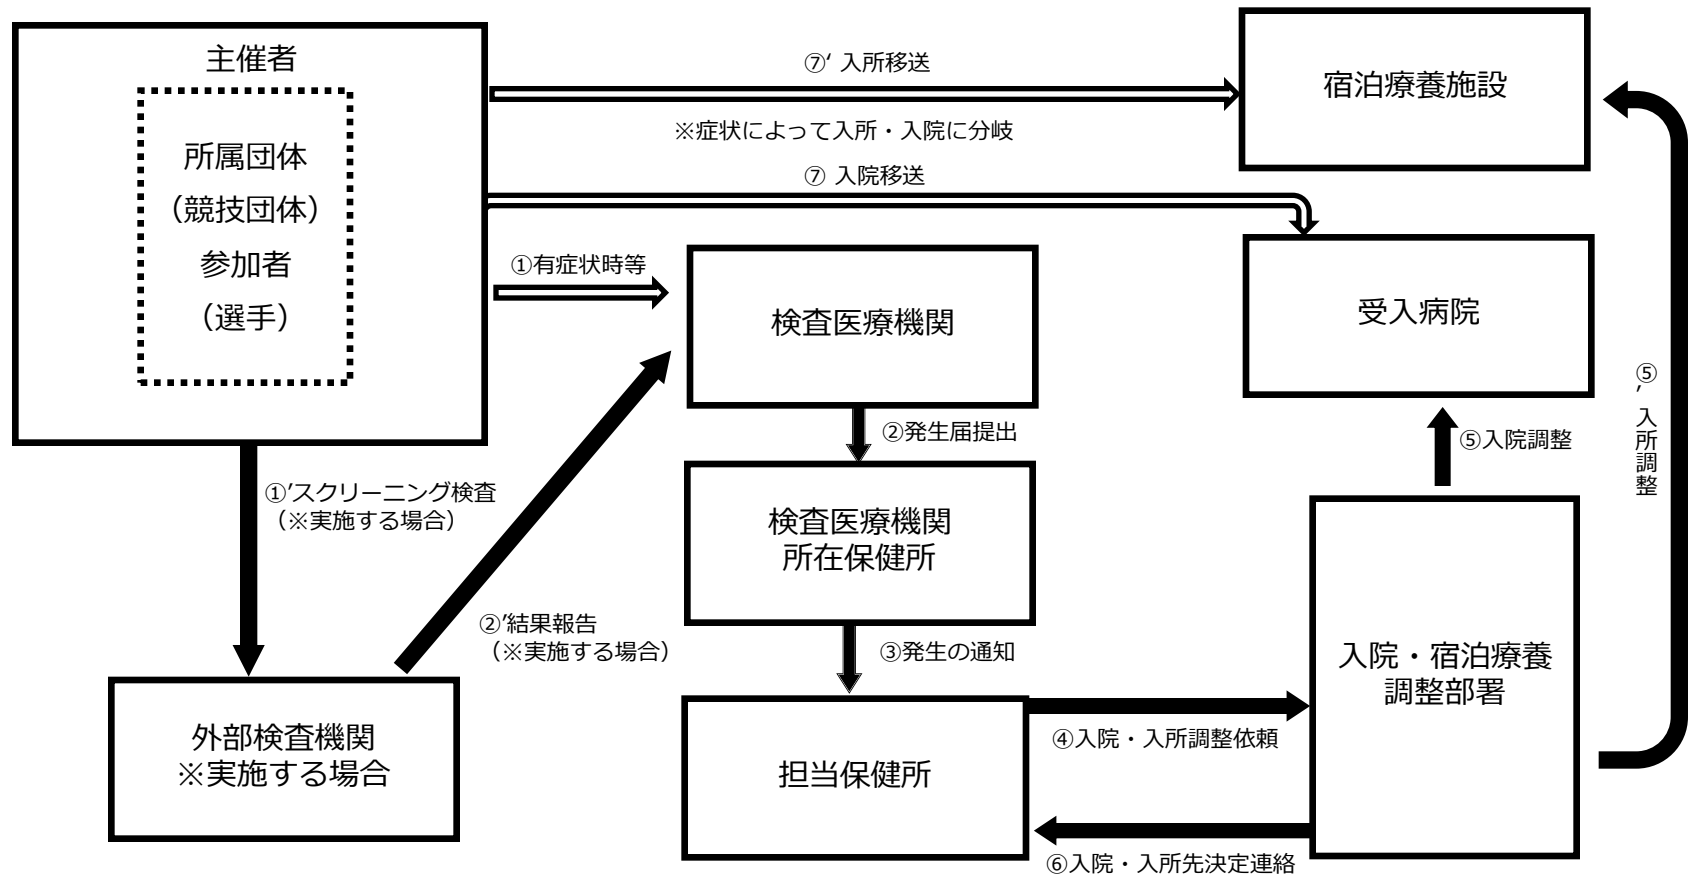 主催者
所属団体
（競技団体）
参加者
（選手）
⑦‘ 入所移送
※症状によって入所・入院に分岐
⑦ 入院移送
宿泊療養施設
①有症状時等
検査医療機関
受入病院
②発生届提出
⑤入院調整
⑤’入所調整
①’スクリーニング検査
（※実施する場合）
検査医療機関
所在保健所
②’結果報告
（※実施する場合）
③発生の通知
入院・宿泊療養
調整部署
外部検査機関
※実施する場合
担当保健所
④入院・入所調整依頼
⑥入院・入所先決定連絡